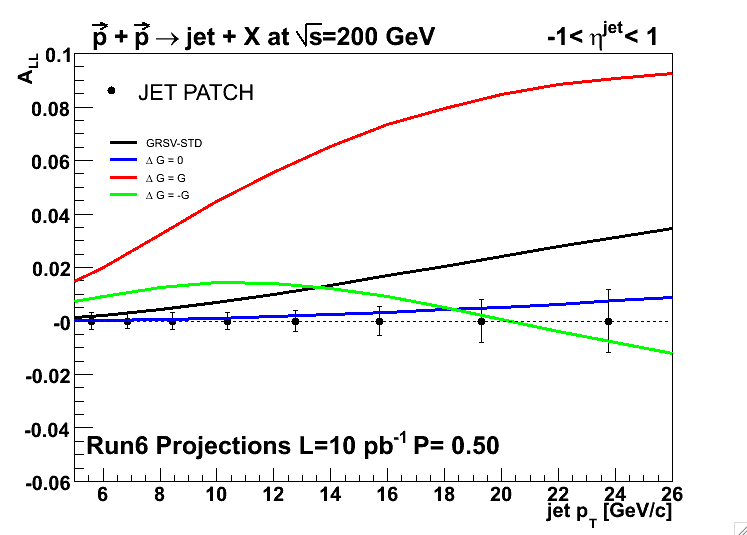 p⃗ + p⃗ → jet + X at √s=200 GeV
-1< η^jet< 1
A_LL
0.1
0.08
0.06
0.04
0.02
-0
-0.02
-0.04
-0.06
JET PATCH
GRSV-STD
Δ G = 0
Δ G = G
Δ G = -G
Run6 Projections L=10 pb^-1 P= 0.50
6 8 10 12 14 16 18 20 22 24 26
jet p_T [GeV/c]